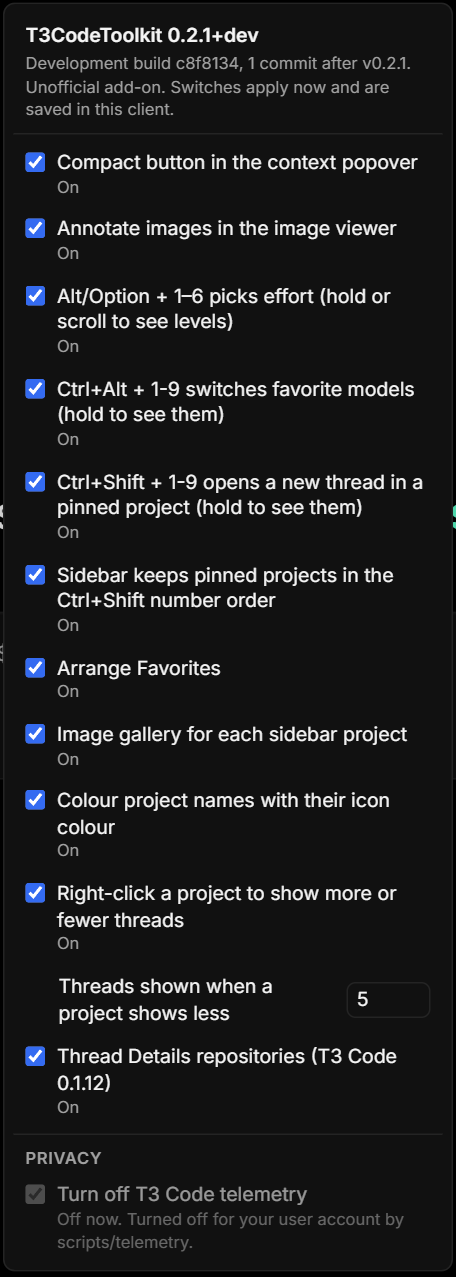 T3CodeToolkit 0.2.1+dev
Development build c8f8134, 1 commit after v0.2.1.
Unofficial add-on. Switches apply now and are
saved in this client.
Compact button in the context popover
On
Annotate images in the image viewer
On
Alt/Option + 1–6 picks effort (hold or
scroll to see levels)
On
Ctrl+Alt + 1-9 switches favorite models
(hold to see them)
On
Ctrl+Shift + 1-9 opens a new thread in a
pinned project (hold to see them)
On
Sidebar keeps pinned projects in the
Ctrl+Shift number order
On
Arrange Favorites
On
Image gallery for each sidebar project
On
Colour project names with their icon
colour
On
Right-click a project to show more or
fewer threads
On
Threads shown when a
project shows less
5
Thread Details repositories (T3 Code
0.1.12)
On
PRIVACY
Turn off T3 Code telemetry
Off now. Turned off for your user account by
scripts/telemetry.